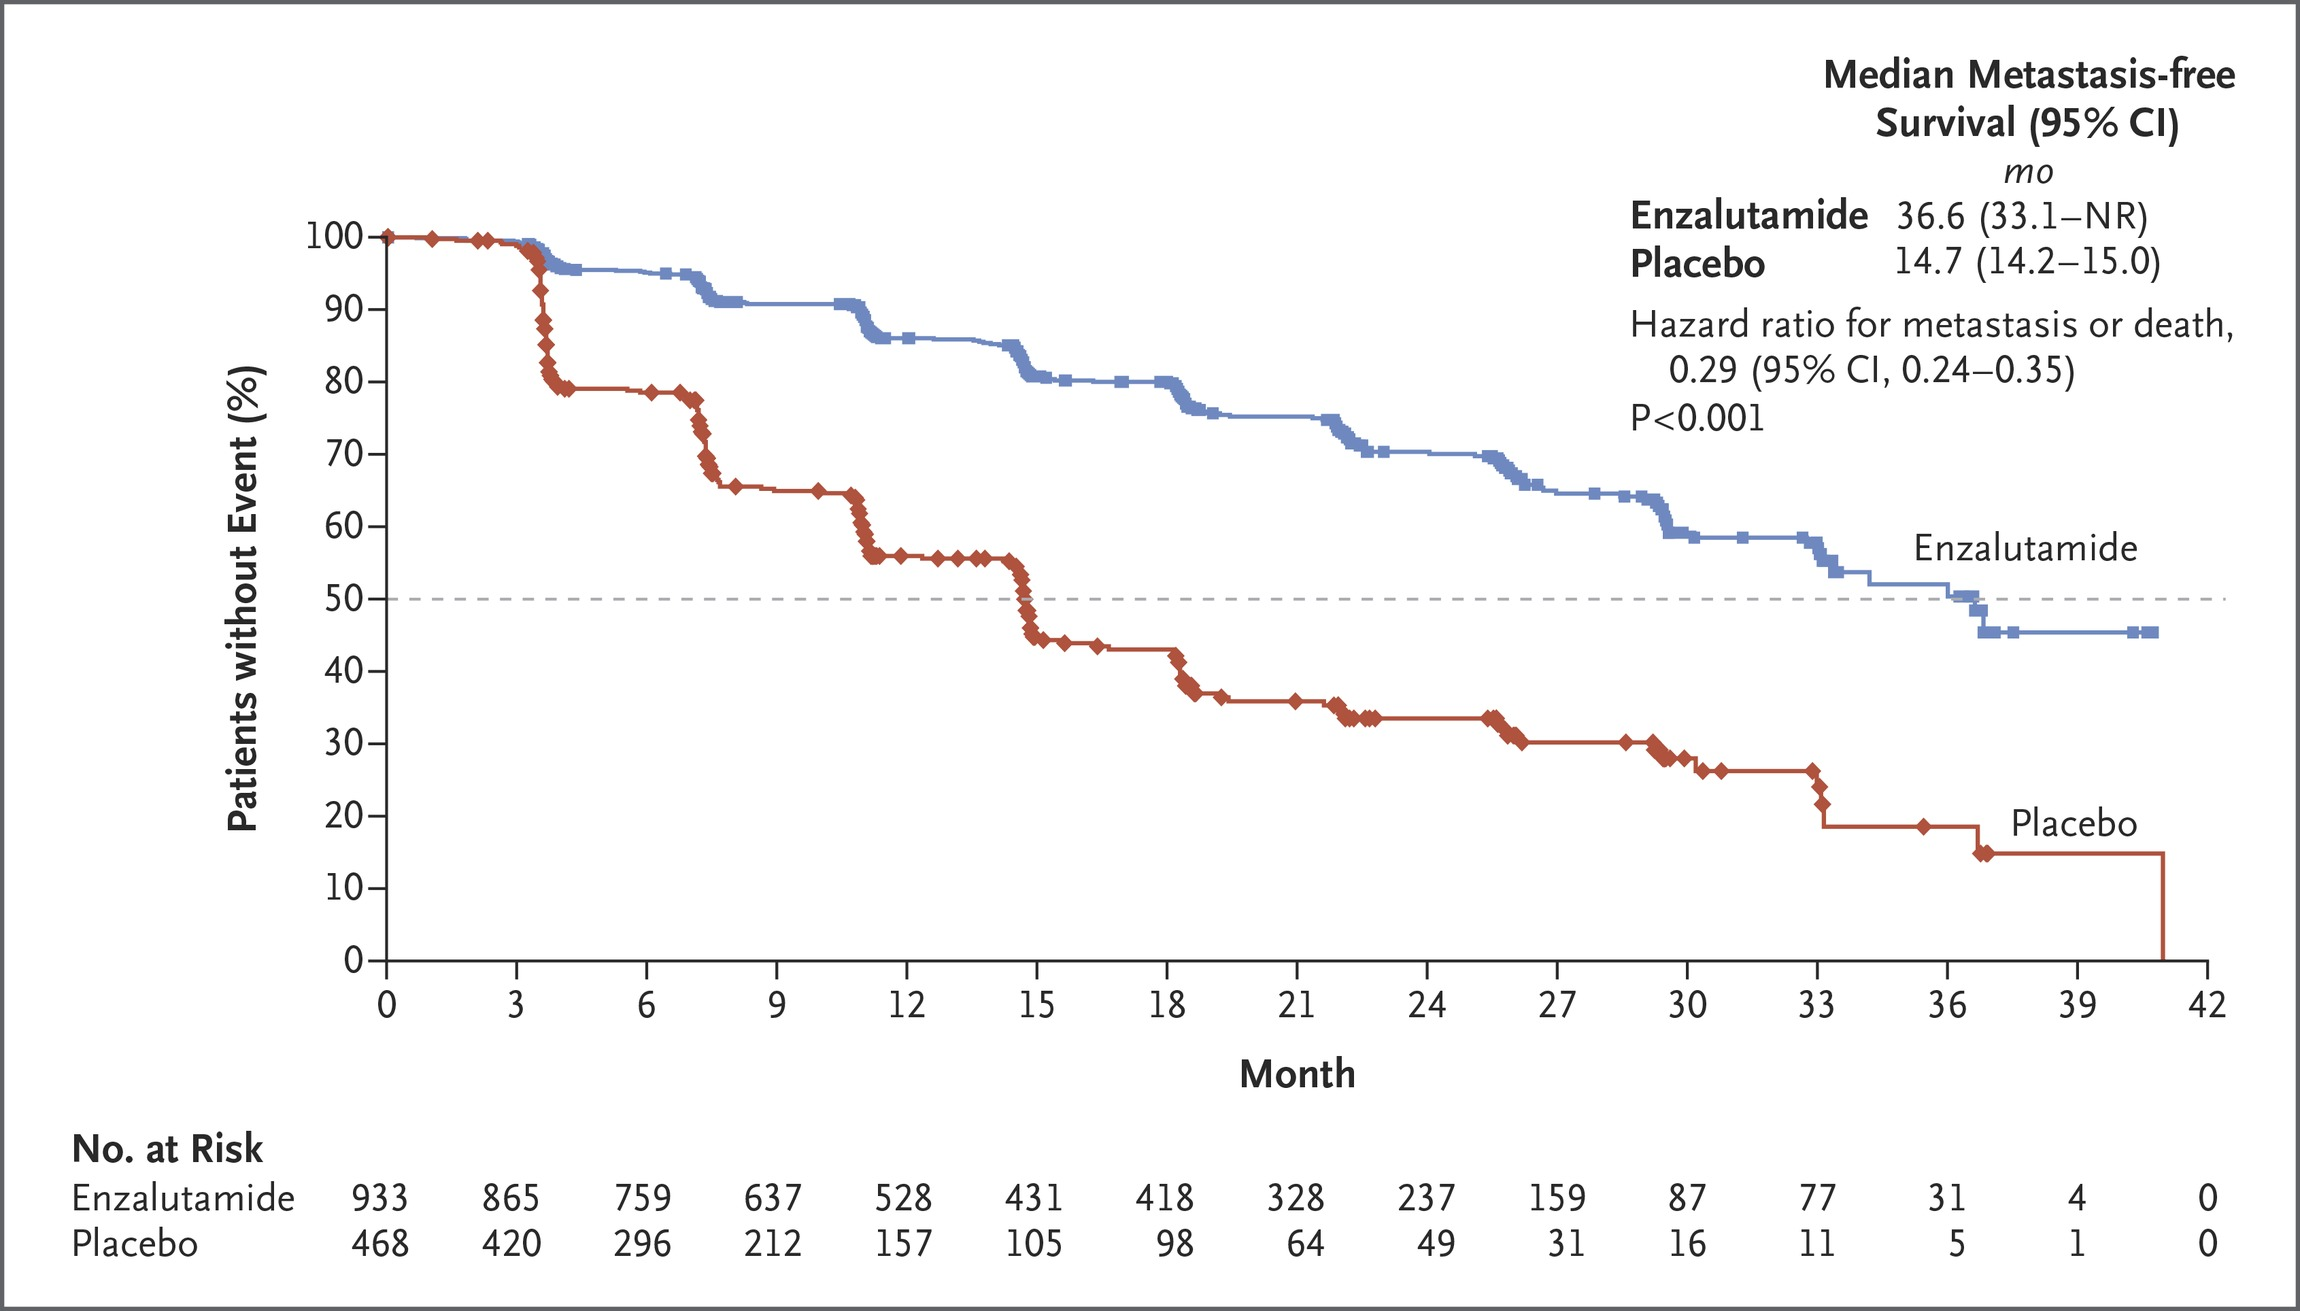 Median Metastasis-free
Survival (95% CI)
mo
Enzalutamide 36.6 (33.1–NR)
Placebo 14.7 (14.2–15.0)
Hazard ratio for metastasis or death,
0.29 (95% CI, 0.24–0.35)
P<0.001
Patients without Event (%)
100
90
80
70
60
50
40
30
20
10
0
Enzalutamide
Placebo
0 3 6 9 12 15 18 21 24 27 30 33 36 39 42
Month
No. at Risk
Enzalutamide 933 865 759 637 528 431 418 328 237 159 87 77 31 4 0
Placebo 468 420 296 212 157 105 98 64 49 31 16 11 5 1 0